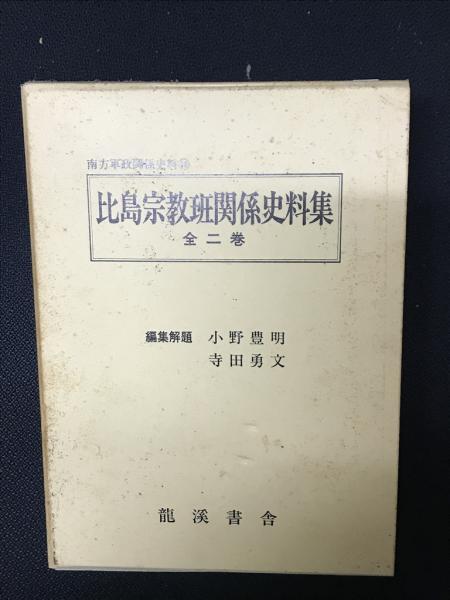 南方軍政関係史料⑯
比島宗教班関係史料集
全二巻
編集解題 小野豊明
寺田勇文
龍溪書舎